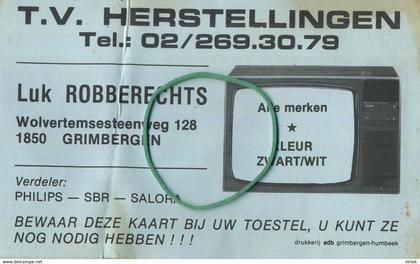 T.V. HERSTELLINGEN
Tel.: 02/269.30.79
Luk ROBBERECHTS
Wolvertemsesteenweg 128
1850 GRIMBERGEN
Alle merken
★
KLEUR
ZWART/WIT
Verdeler:
PHILIPS — SBR — SALORA
BEWAAR DEZE KAART BIJ UW TOESTEL, U KUNT ZE
NOG NODIG HEBBEN !!!
drukkerij adb grimbergen-humbeek